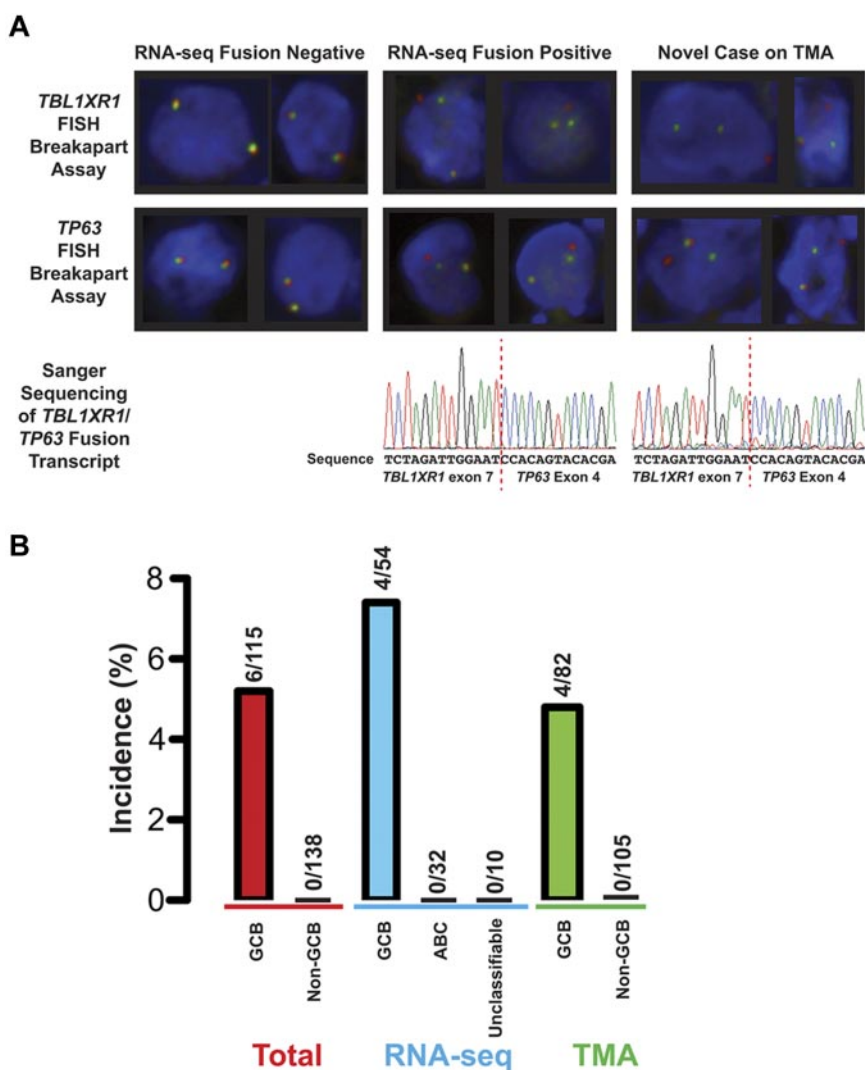 A
RNA-seq Fusion Negative
RNA-seq Fusion Positive
Novel Case on TMA
TBL1XR1
FISH
Breakapart
Assay
TP63
FISH
Breakapart
Assay
Sanger
Sequencing
of TBL1XR1/
TP63 Fusion
Transcript
Sequence
TCTAGATTGGAATCCACAGTACACGA
TBL1XR1 exon 7
TP63 Exon 4
TCTAGATTGGAATCCACAGTACACGA
TBL1XR1 exon 7
TP63 Exon 4
B
Incidence (%)
8
6
4
2
0
6/115
0/138
4/54
0/32
0/10
4/82
0/105
GCB
Non-GCB
GCB
ABC
Unclassifiable
GCB
Non-GCB
Total
RNA-seq
TMA